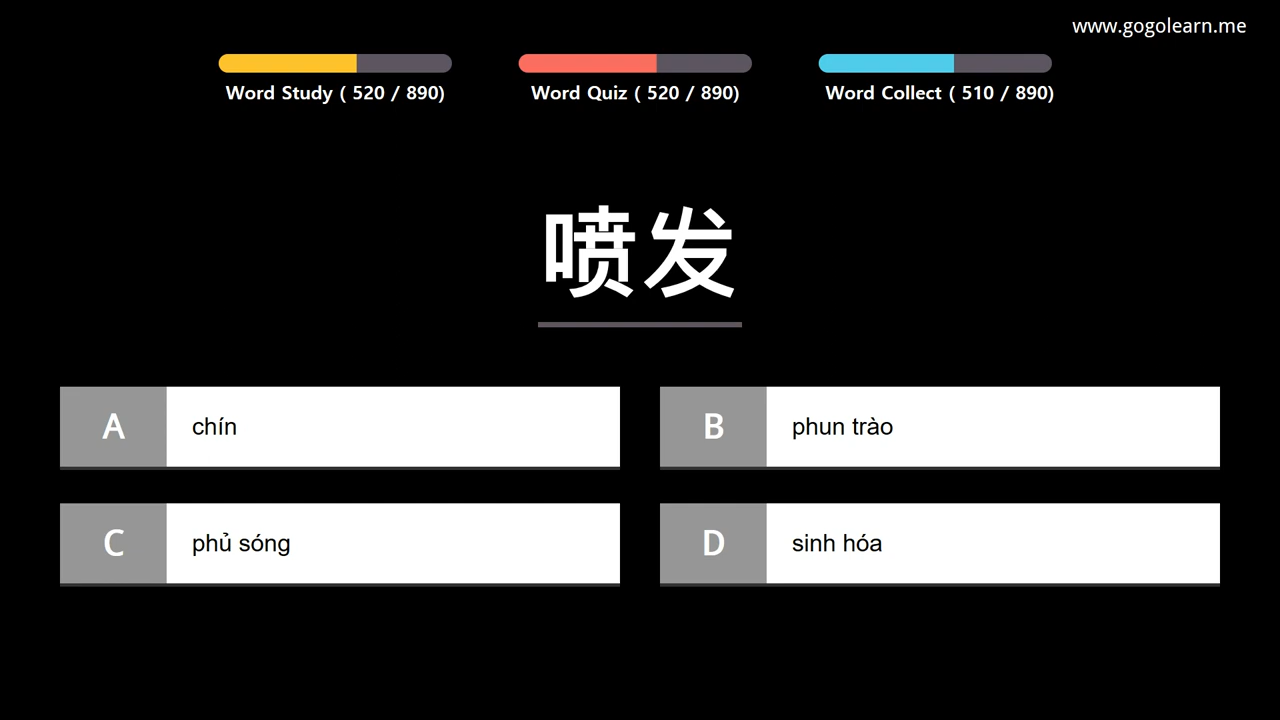 www.gogolearn.me
Word Study ( 520 / 890)
Word Quiz ( 520 / 890)
Word Collect ( 510 / 890)
喷发
A chín
B phun trào
C phủ sóng
D sinh hóa